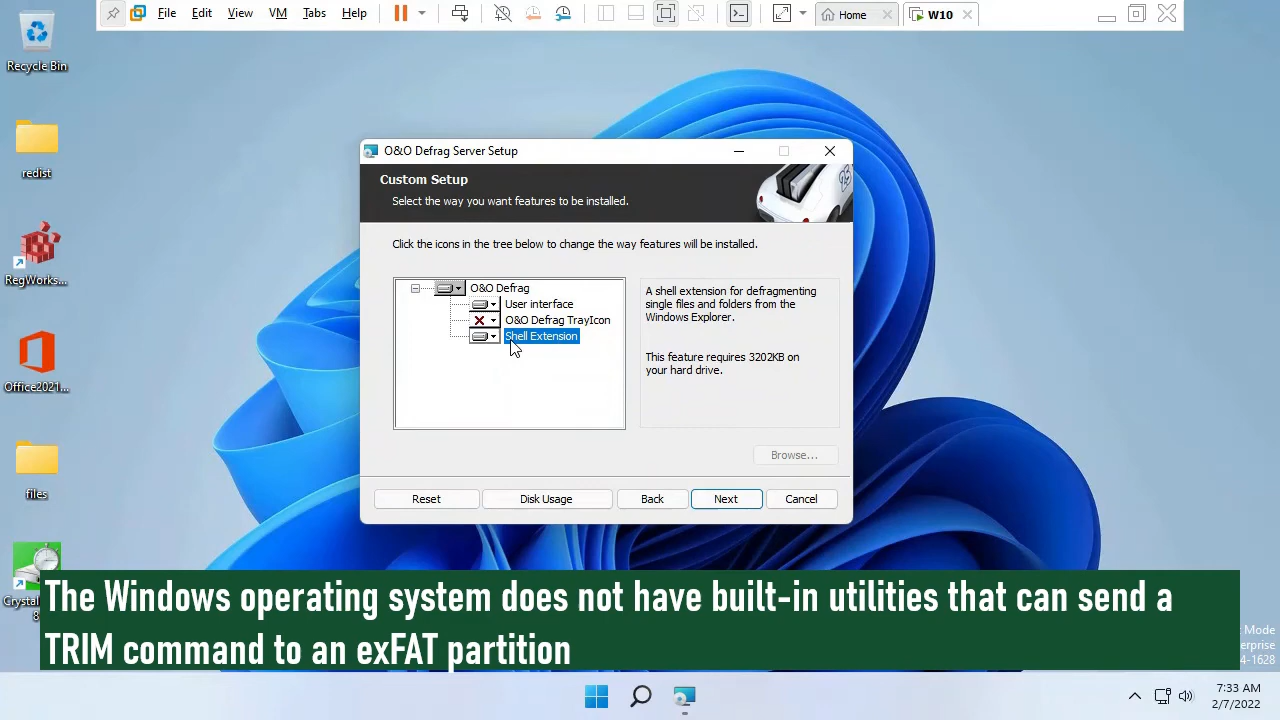 File Edit View VM Tabs Help
Home
W10
Recycle Bin
redist
RegWorks...
Office2021...
files
O&O Defrag Server Setup
Custom Setup
Select the way you want features to be installed.
Click the icons in the tree below to change the way features will be installed.
O&O Defrag
User interface
O&O Defrag TrayIcon
Shell Extension
A shell extension for defragmenting
single files and folders from the
Windows Explorer.
This feature requires 3202KB on
your hard drive.
Browse...
Reset
Disk Usage
Back
Next
Cancel
The Windows operating system does not have built-in utilities that can send a
TRIM command to an exFAT partition
Mode
7:33 AM
2/7/2022